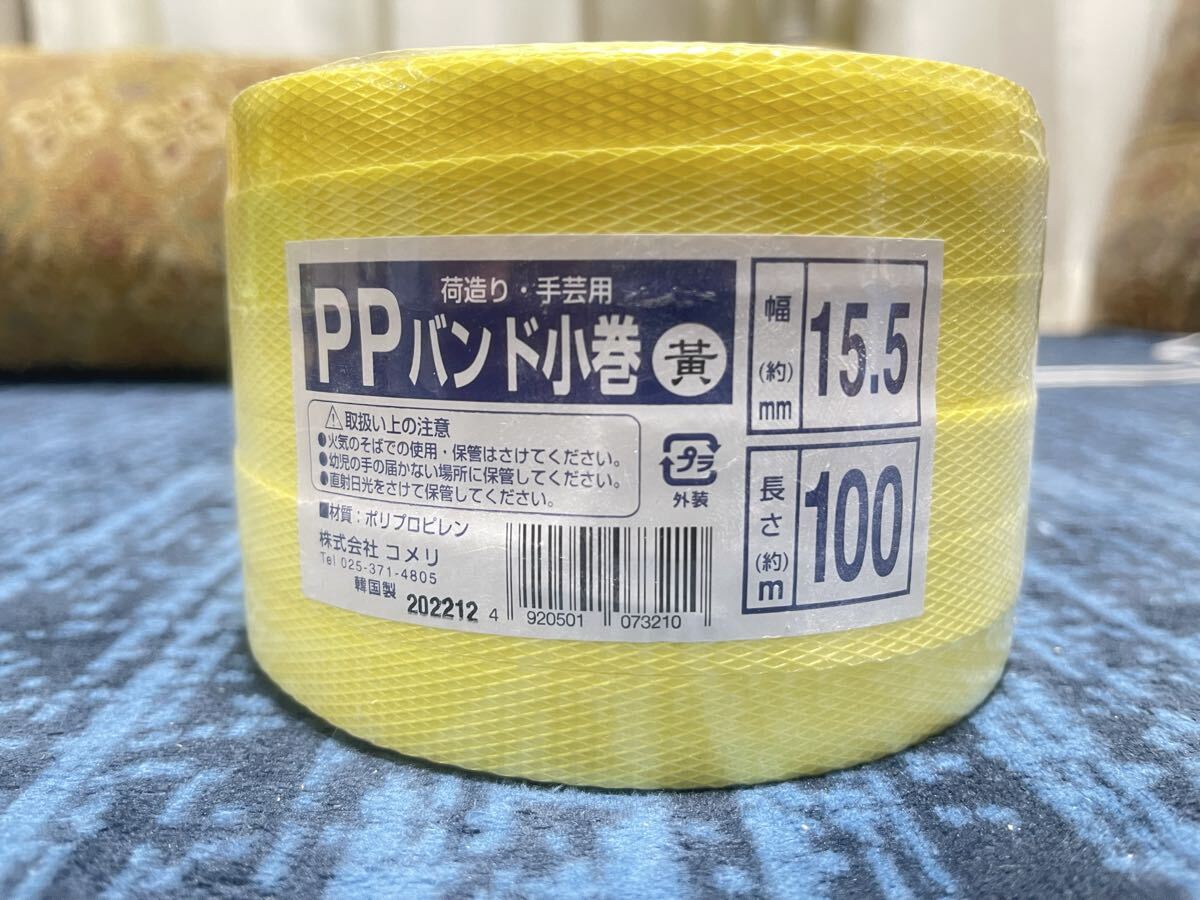 荷造り・手芸用
PPバンド小巻 黃
⚠取扱い上の注意
●火気のそばでの使用・保管はさけてください。
●幼児の手の届かない場所に保管してください。
●直射日光をさけて保管してください。
■材質：ポリプロピレン
株式会社 コメリ
Tel 025-371-4805
韓国製 202212
プラ
外装
4 920501 073210
幅(約)mm 15.5
長さ(約)m 100